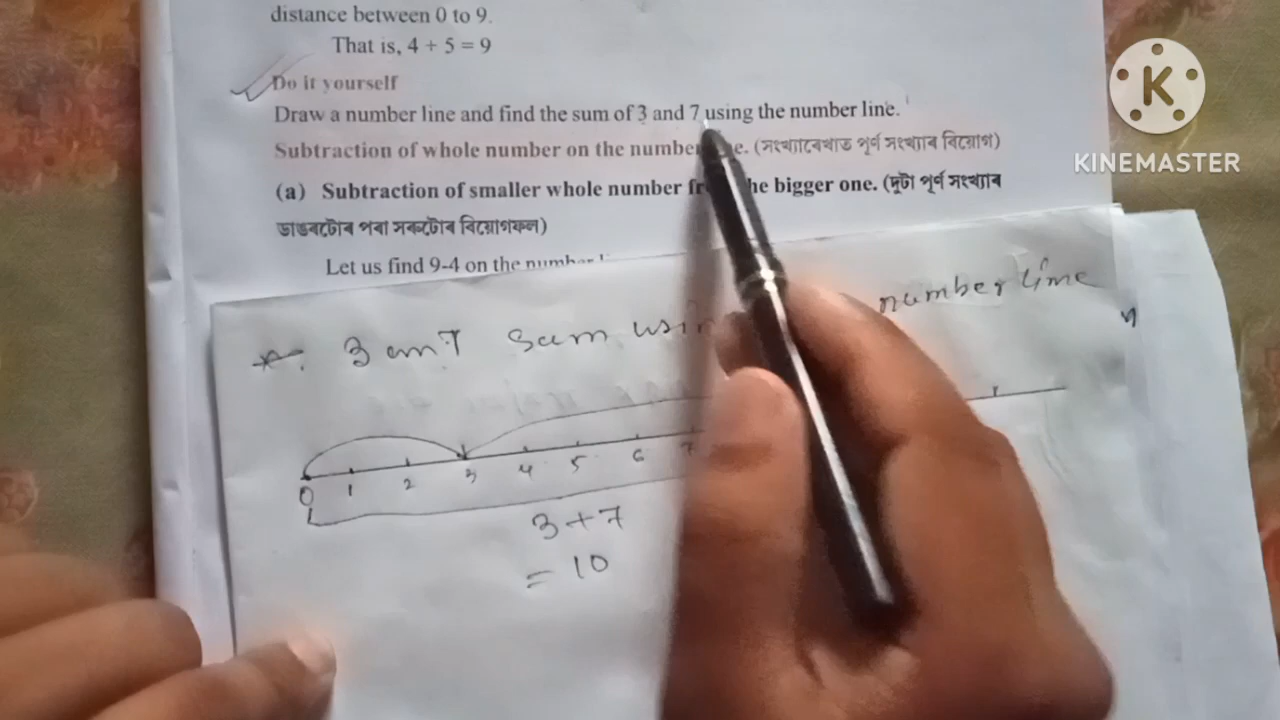 distance between 0 to 9.
That is, 4 + 5 = 9
Do it yourself
Draw a number line and find the sum of 3 and 7 using the number line.
Subtraction of whole number on the number (সংখ্যাৰেখাত পূৰ্ণ সংখ্যাৰ বিয়োগ)
(a) Subtraction of smaller whole number he bigger one. (দুটা পূৰ্ণ সংখ্যাৰ
ডাঙৰটোৰ পৰা সৰুটোৰ বিয়োগফল)
Let us find 9-4 on the number
3 7 Sum usin number line
0 1 2 3 4 5 6 7
3 + 7
= 10
K
KINEMASTER